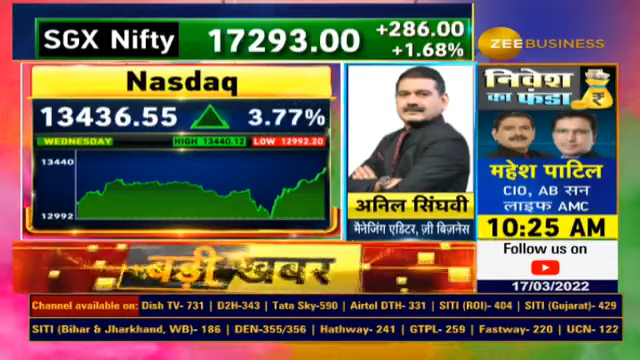 SGX Nifty 17293.00 +286.00
+1.68%
ZEE BUSINESS
Nasdaq
13436.55 3.77%
WEDNESDAY HIGH 13440.12 LOW 12992.20
13440
12992
अनिल सिंघवी
मैनेजिंग एडिटर, ज़ी बिज़नेस
निवेश
का फंडा
₹
महेश पाटिल
CIO, AB सन
लाइफ AMC
10:25 AM
Follow us on
17/03/2022
बड़ी खबर
Channel available on: Dish TV- 731 | D2H-343 | Tata Sky-590 | Airtel DTH- 331 | SITI (ROI)- 404 | SITI (Gujarat)- 429
SITI (Bihar & Jharkhand, WB)- 186 | DEN-355/356 | Hathway- 241 | GTPL- 259 | Fastway- 220 | UCN- 122